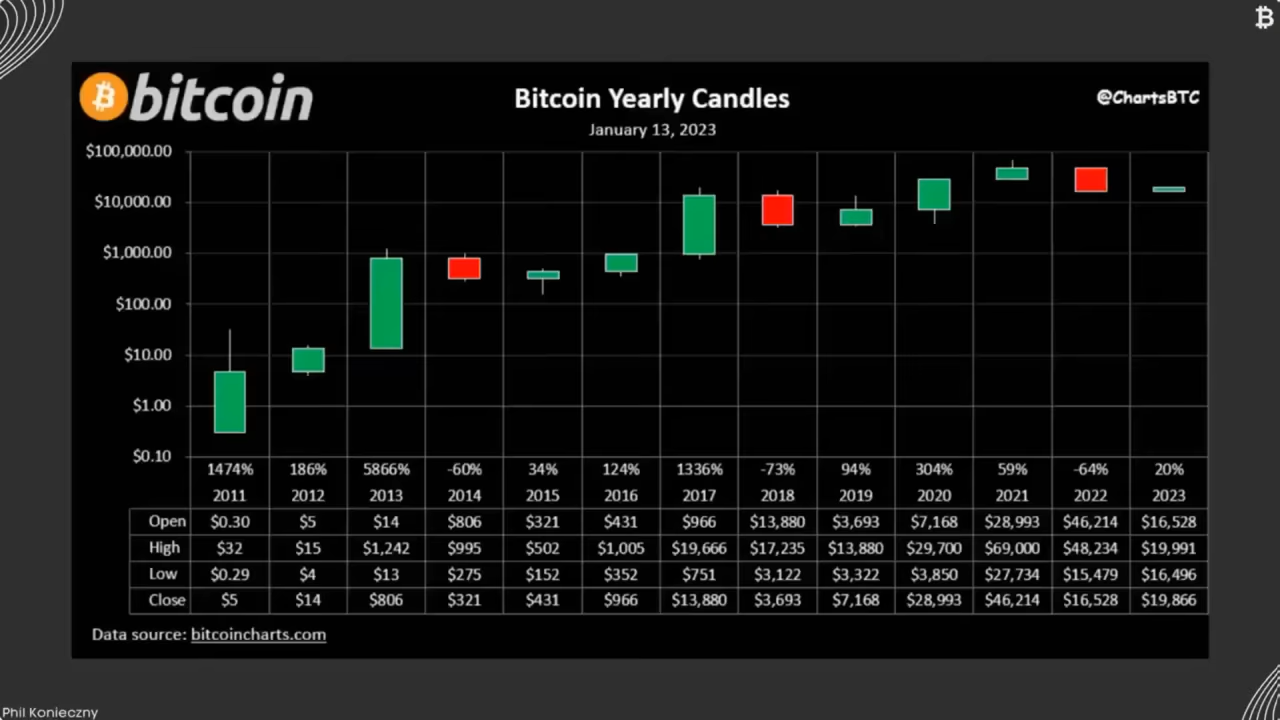 bitcoin
Bitcoin Yearly Candles
@ChartsBTC
January 13, 2023
$100,000.00
$10,000.00
$1,000.00
$100.00
$10.00
$1.00
$0.10
1474% 186% 5866% -60% 34% 124% 1336% -73% 94% 304% 59% -64% 20%
2011 2012 2013 2014 2015 2016 2017 2018 2019 2020 2021 2022 2023
Open $0.30 $5 $14 $806 $321 $431 $966 $13,880 $3,693 $7,168 $28,993 $46,214 $16,528
High $32 $15 $1,242 $995 $502 $1,005 $19,666 $17,235 $13,880 $29,700 $69,000 $48,234 $19,991
Low $0.29 $4 $13 $275 $152 $352 $751 $3,122 $3,322 $3,850 $27,734 $15,479 $16,496
Close $5 $14 $806 $321 $431 $966 $13,880 $3,693 $7,168 $28,993 $46,214 $16,528 $19,866
Data source: bitcoincharts.com
Phil Konieczny